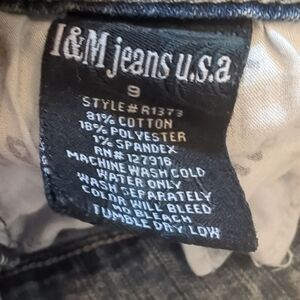 I&M jeans u.s.a
9
STYLE# R1373
81% COTTON
18% POLYESTER
1% SPANDEX
RN# 127918
MACHINE WASH COLD
WATER ONLY
WASH SEPARATELY
COLOR WILL BLEED
NO BLEACH
TUMBLE DRY LOW